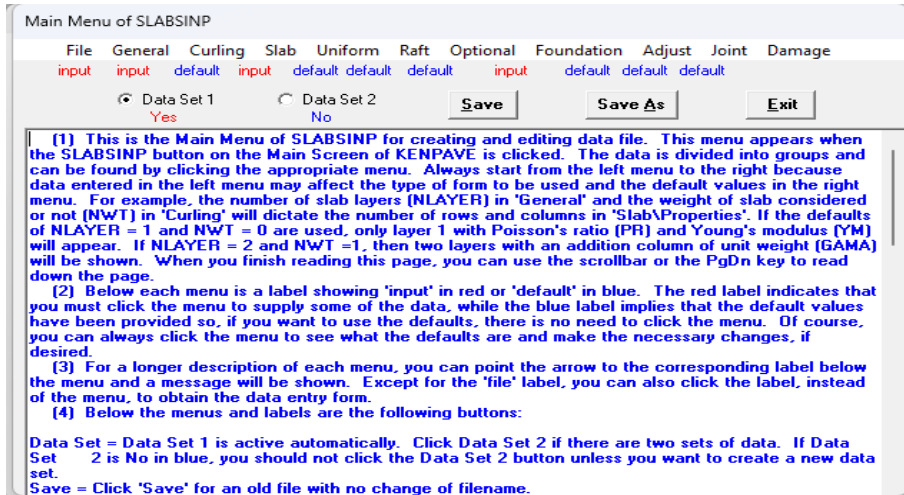 Main Menu of SLABSINP
File General Curling Slab Uniform Raft Optional Foundation Adjust Joint Damage
input input default input default default default input default default default
Data Set 1 Data Set 2 Save Save As Exit
Yes No
(1) This is the Main Menu of SLABSINP for creating and editing data file. This menu appears when
the SLABSINP button on the Main Screen of KENPAVE is clicked. The data is divided into groups and
can be found by clicking the appropriate menu. Always start from the left menu to the right because
data entered in the left menu may affect the type of form to be used and the default values in the right
menu. For example, the number of slab layers (NLAYER) in 'General' and the weight of slab considered
or not (NWT) in 'Curling' will dictate the number of rows and columns in 'Slab\Properties'. If the defaults
of NLAYER = 1 and NWT = 0 are used, only layer 1 with Poisson's ratio (PR) and Young's modulus (YM)
will appear. If NLAYER = 2 and NWT =1, then two layers with an addition column of unit weight (GAMA)
will be shown. When you finish reading this page, you can use the scrollbar or the PgDn key to read
down the page.
(2) Below each menu is a label showing 'input' in red or 'default' in blue. The red label indicates that
you must click the menu to supply some of the data, while the blue label implies that the default values
have been provided so, if you want to use the defaults, there is no need to click the menu. Of course,
you can always click the menu to see what the defaults are and make the necessary changes, if
desired.
(3) For a longer description of each menu, you can point the arrow to the corresponding label below
the menu and a message will be shown. Except for the 'file' label, you can also click the label, instead
of the menu, to obtain the data entry form.
(4) Below the menus and labels are the following buttons:
Data Set = Data Set 1 is active automatically. Click Data Set 2 if there are two sets of data. If Data
Set 2 is No in blue, you should not click the Data Set 2 button unless you want to create a new data
set.
Save = Click 'Save' for an old file with no change of filename.